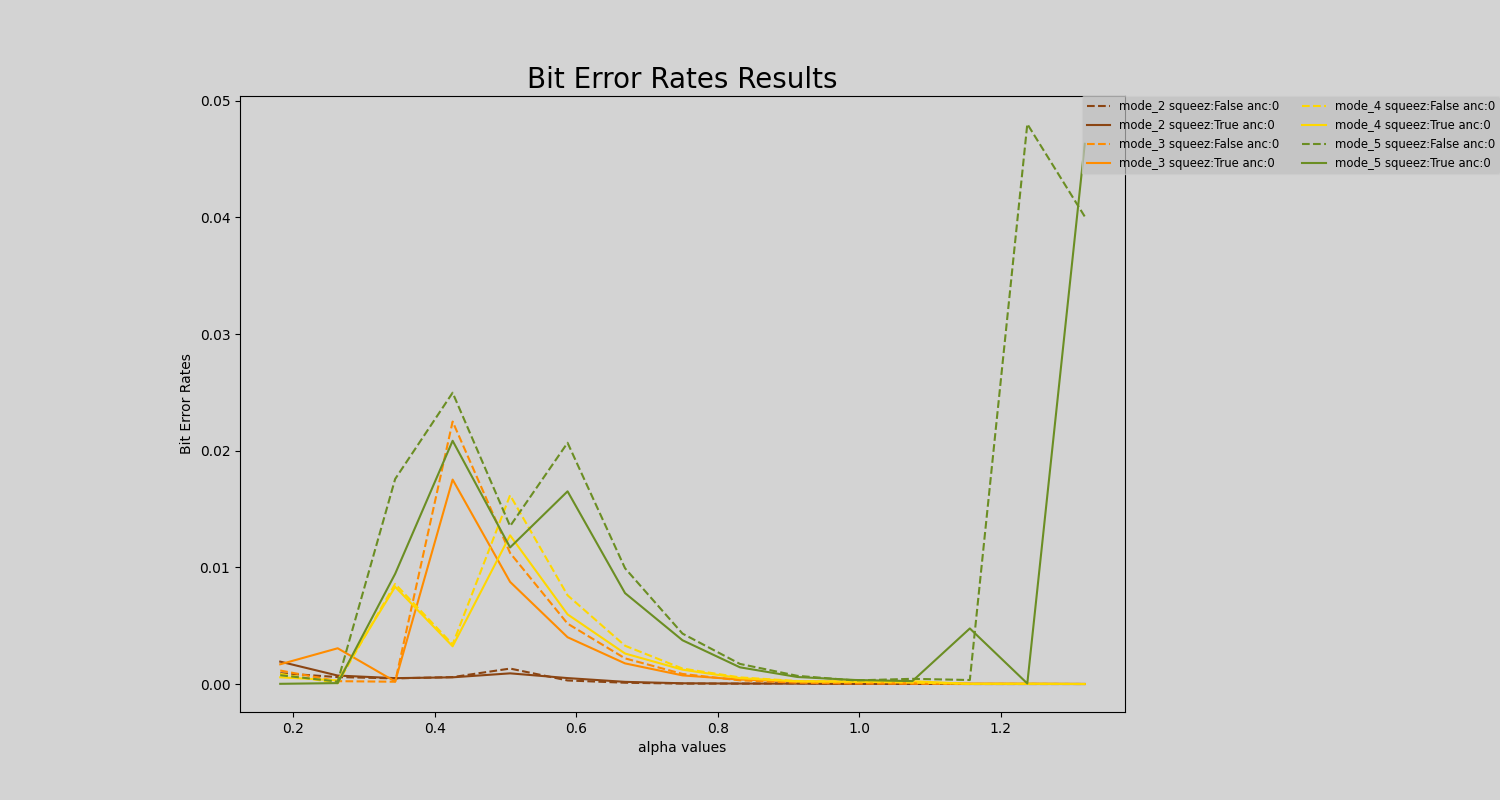 Bit Error Rates Results
0.05
0.04
0.03
0.02
0.01
0.00
Bit Error Rates
0.2 0.4 0.6 0.8 1.0 1.2
alpha values
mode_2 squeez:False anc:0 mode_4 squeez:False anc:0
mode_2 squeez:True anc:0 mode_4 squeez:True anc:0
mode_3 squeez:False anc:0 mode_5 squeez:False anc:0
mode_3 squeez:True anc:0 mode_5 squeez:True anc:0